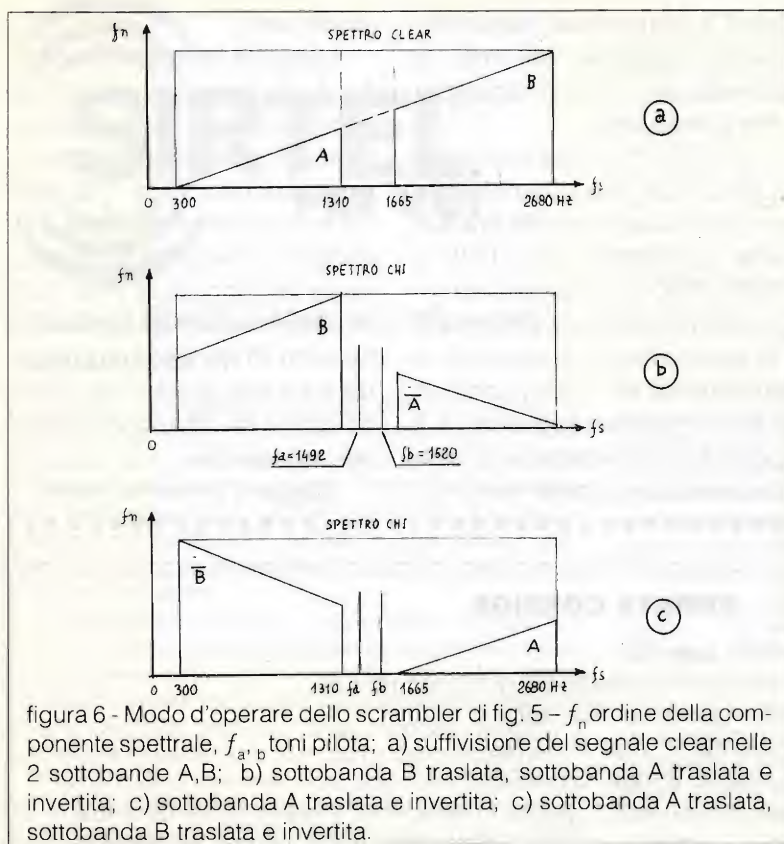 fn
SPETTRO CLEAR
A
B
a
0 300 1310 1665 2680 Hz
fs
fn
SPETTRO CHI
B
A
b
0
fs
fa=1492 fb=1520
fn
SPETTRO CHI
B
A
c
fs
0 300 1310 fa fb 1665 2680 Hz
figura 6 - Modo d'operare dello scrambler di fig. 5 – fn ordine della com-
ponente spettrale, fa, b toni pilota; a) suffivisione del segnale clear nelle
2 sottobande A,B; b) sottobanda B traslata, sottobanda A traslata e
invertita; c) sottobanda A traslata e invertita; c) sottobanda A traslata,
sottobanda B traslata e invertita.